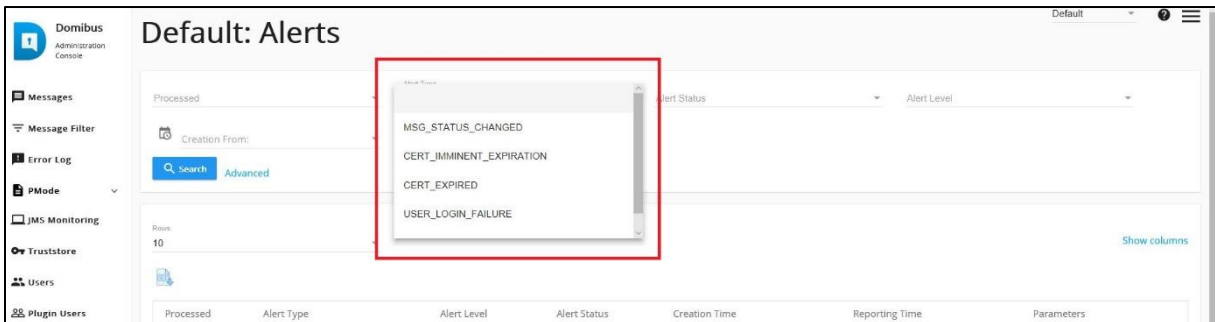 Domibus
Administration
Console
Default: Alerts
Default
Messages
Message Filter
Error Log
PMode
JMS Monitoring
Truststore
Users
Plugin Users
Processed
Alert Status
Alert Level
Creation From:
Search
Advanced
MSG_STATUS_CHANGED
CERT_IMMINENT_EXPIRATION
CERT_EXPIRED
USER_LOGIN_FAILURE
Rows
10
Show columns
Processed Alert Type Alert Level Alert Status Creation Time Reporting Time Parameters